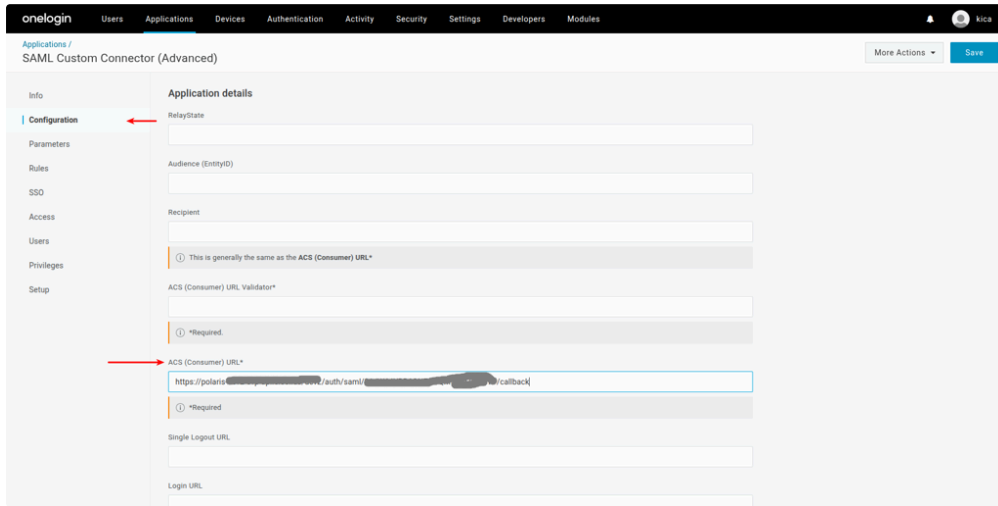 onelogin Users Applications Devices Authentication Activity Security Settings Developers Modules kica
Applications /
SAML Custom Connector (Advanced)
More Actions
Save
Info
Configuration
Parameters
Rules
SSO
Access
Users
Privileges
Setup
Application details
RelayState
Audience (EntityID)
Recipient
This is generally the same as the ACS (Consumer) URL*
ACS (Consumer) URL Validator*
*Required.
ACS (Consumer) URL*
https://polaris /auth/saml/ /callback
*Required
Single Logout URL
Login URL